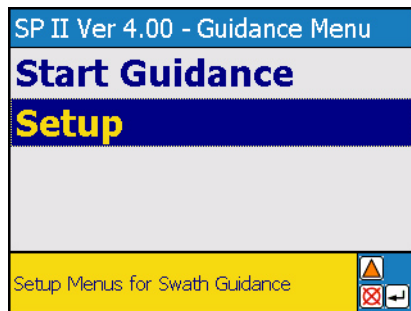 SP II Ver 4.00 - Guidance Menu
Start Guidance
Setup
Setup Menus for Swath Guidance